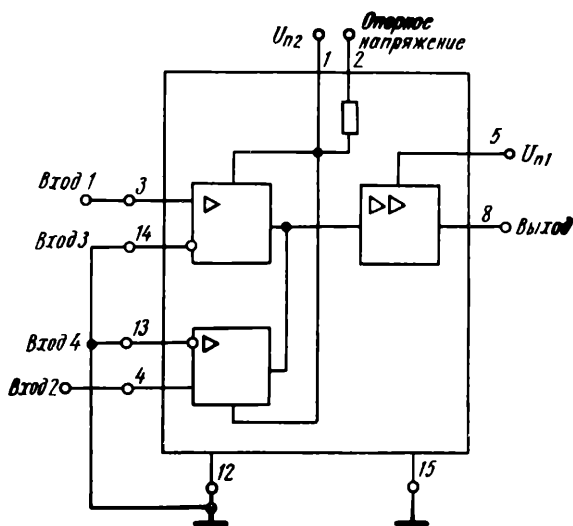 Uп2
Опорное
напряжение
1
2
5
Uп1
Вход 1
3
8
Выход
Вход 3
14
Вход 4
13
Вход 2
4
12
15